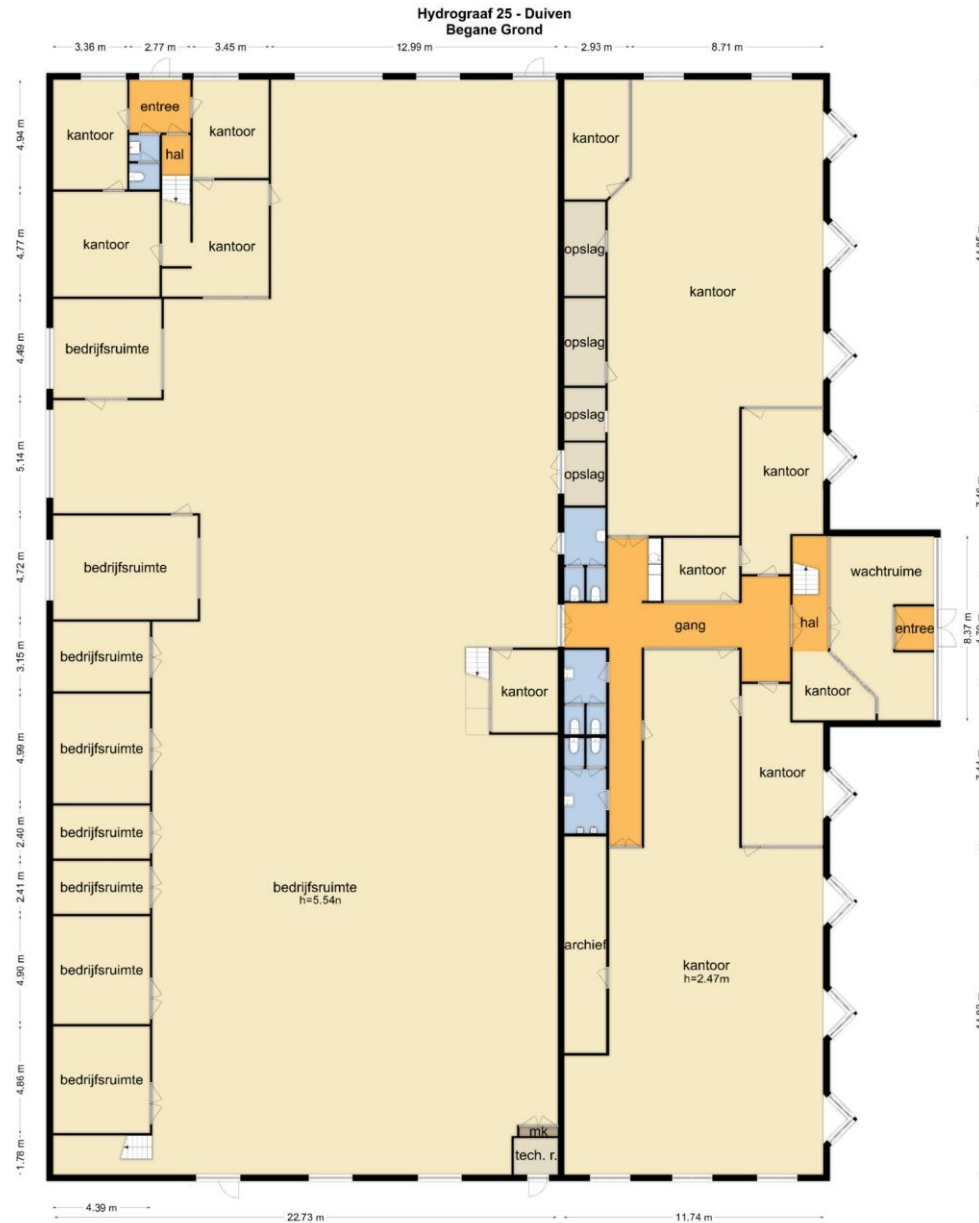 Hydrograaf 25 - Duiven
Begane Grond
3.36 m
2.77 m
3.45 m
12.99 m
2.93 m
8.71 m
4.94 m
4.77 m
4.49 m
5.14 m
4.72 m
3.15 m
4.99 m
2.40 m
2.41 m
4.90 m
4.86 m
1.78 m
entree
kantoor
kantoor
hal
kantoor
kantoor
kantoor
opslag
kantoor
opslag
bedrijfsruimte
opslag
opslag
kantoor
bedrijfsruimte
kantoor
wachtruime
gang
hal
entree
8.37 m
bedrijfsruimte
kantoor
kantoor
bedrijfsruimte
kantoor
bedrijfsruimte
bedrijfsruimte
bedrijfsruimte
h=5.54n
archief
bedrijfsruimte
kantoor
h=2.47m
bedrijfsruimte
mk
tech. r.
4.39 m
22.73 m
11.74 m